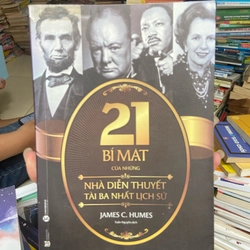 21
BÍ MẬT
CỦA NHỮNG
NHÀ DIỄN THUYẾT
TÀI BA NHẤT LỊCH SỬ
JAMES C. HUMES